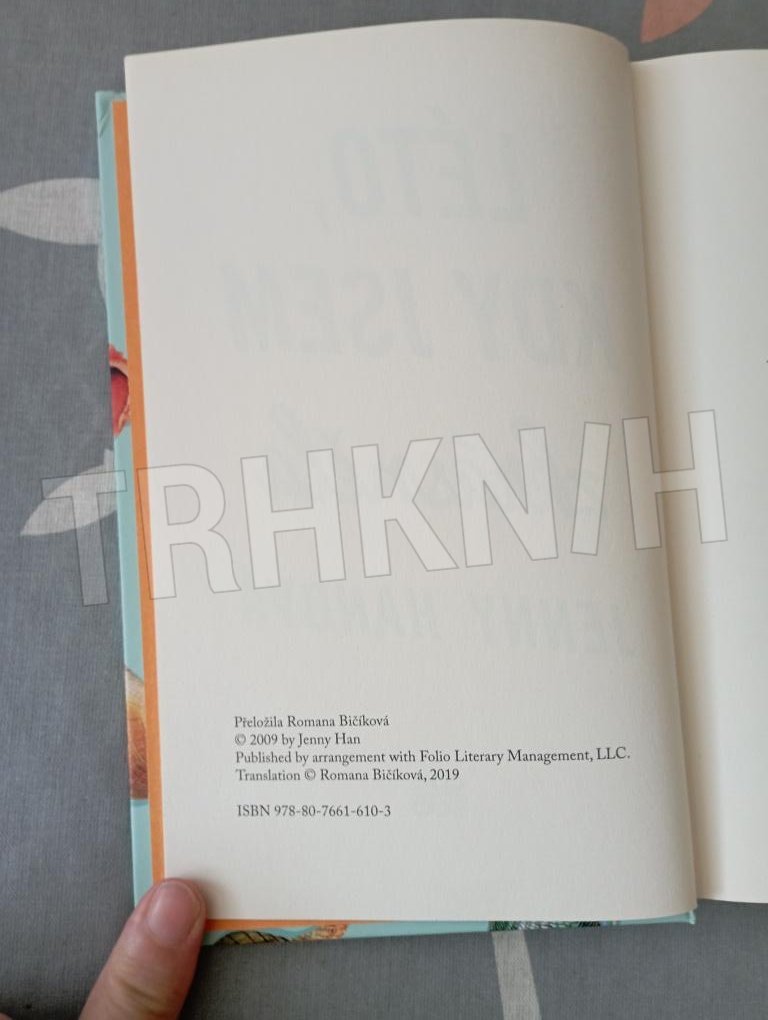 TRHKNIH
Přeložila Romana Bičíková
© 2009 by Jenny Han
Published by arrangement with Folio Literary Management, LLC.
Translation © Romana Bičíková, 2019
ISBN 978-80-7661-610-3